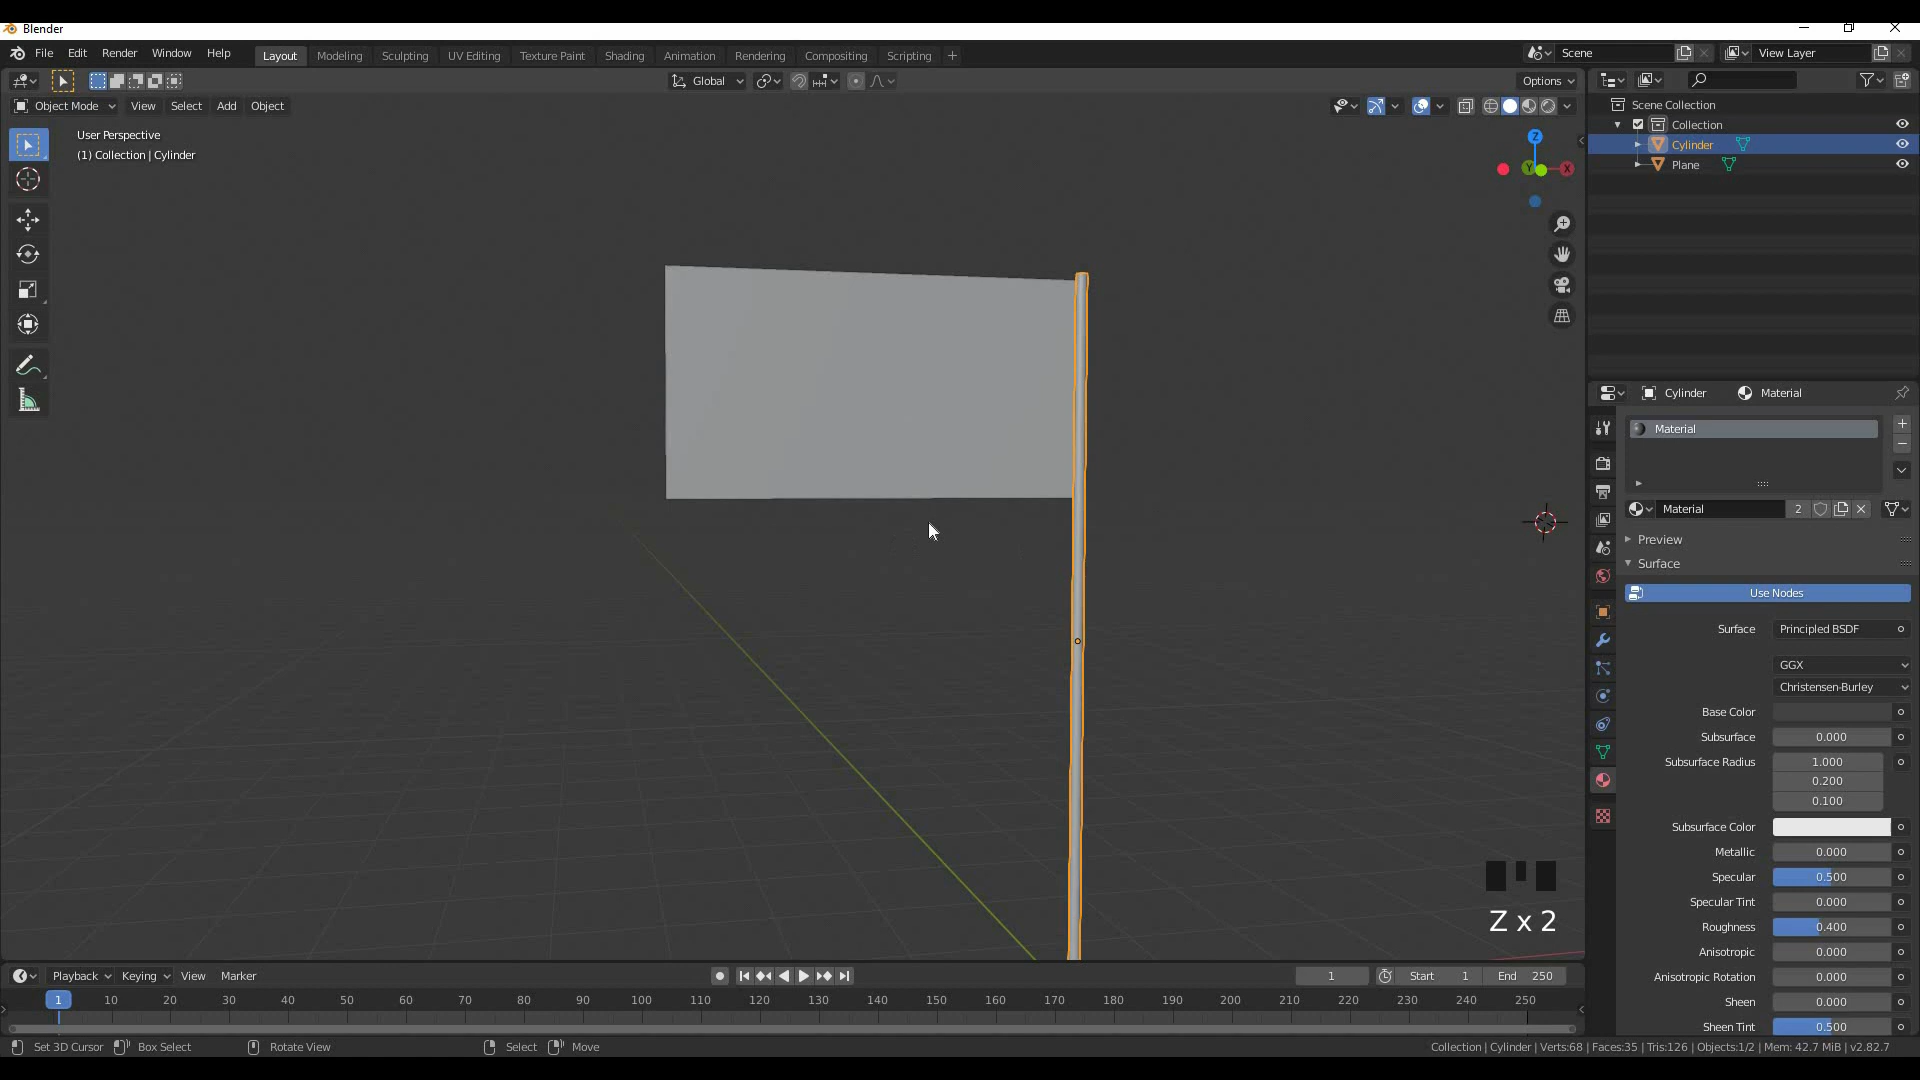 Blender
File Edit Render Window Help
Layout Modeling Sculpting UV Editing Texture Paint Shading Animation Rendering Compositing Scripting +
Scene
View Layer
Global
Options
Object Mode View Select Add Object
User Perspective
(1) Collection | Cylinder
Z
Y
X
Scene Collection
Collection
Cylinder
Plane
Cylinder Material
Material
Material 2
Preview
Surface
Use Nodes
Surface Principled BSDF
GGX
Christensen-Burley
Base Color
Subsurface 0.000
Subsurface Radius 1.000
0.200
0.100
Subsurface Color
Metallic 0.000
Specular 0.500
Specular Tint 0.000
Roughness 0.400
Anisotropic 0.000
Anisotropic Rotation 0.000
Sheen 0.000
Sheen Tint 0.500
Z x 2
Playback Keying View Marker
1 Start 1 End 250
1 10 20 30 40 50 60 70 80 90 100 110 120 130 140 150 160 170 180 190 200 210 220 230 240 250
Set 3D Cursor Box Select Rotate View Select Move
Collection | Cylinder | Verts:68 | Faces:35 | Tris:126 | Objects:1/2 | Mem: 42.7 MiB | v2.82.7